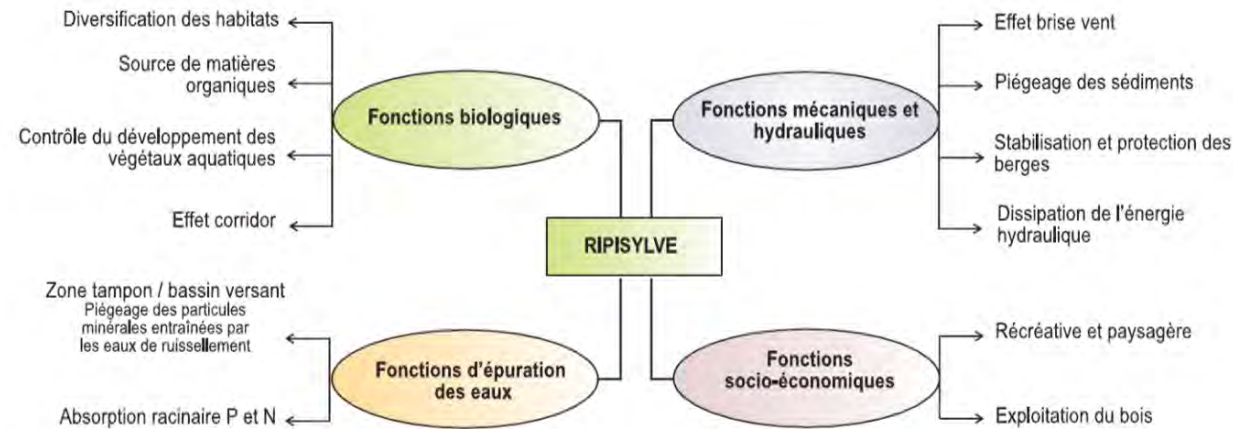 Diversification des habitats
Source de matières
organiques
Contrôle du développement des
végétaux aquatiques
Effet corridor
Fonctions biologiques
Fonctions mécaniques et
hydrauliques
Effet brise vent
Piégeage des sédiments
Stabilisation et protection des
berges
Dissipation de l'énergie
hydraulique
RIPISYLVE
Zone tampon / bassin versant
Piégeage des particules
minérales entraînées par
les eaux de ruissellement
Absorption racinaire P et N
Fonctions d'épuration
des eaux
Fonctions
socio-économiques
Récréative et paysagère
Exploitation du bois